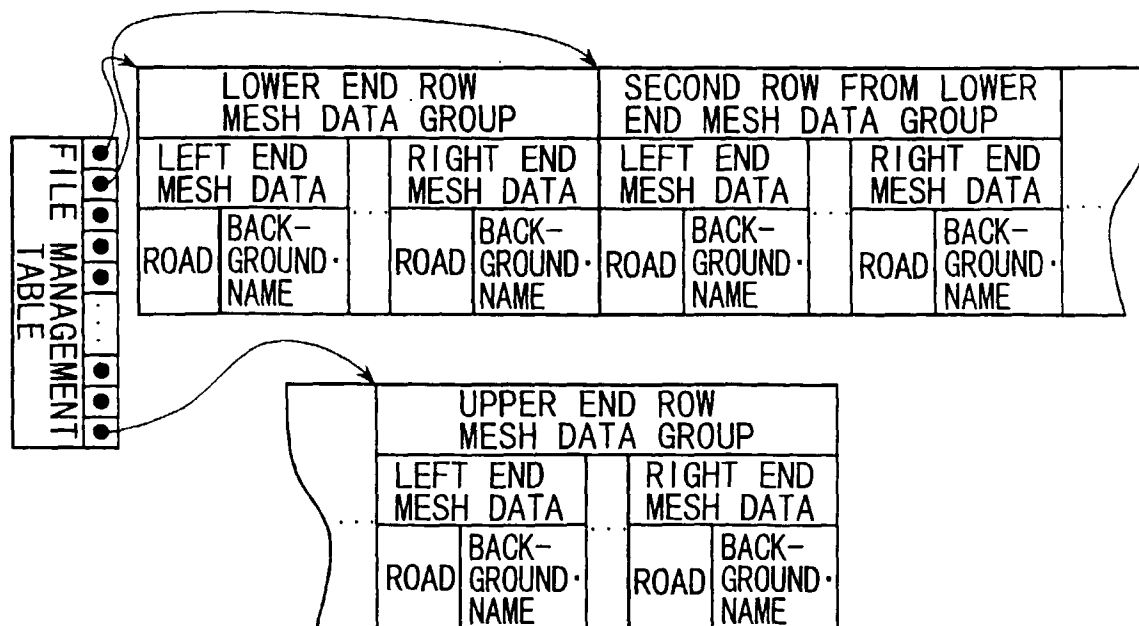 FILE MANAGEMENT
TABLE
LOWER END ROW
MESH DATA GROUP
SECOND ROW FROM LOWER
END MESH DATA GROUP
LEFT END
MESH DATA
...
RIGHT END
MESH DATA
LEFT END
MESH DATA
...
RIGHT END
MESH DATA
...
ROAD
BACK-
GROUND·
NAME
ROAD
BACK-
GROUND·
NAME
ROAD
BACK-
GROUND·
NAME
ROAD
BACK-
GROUND·
NAME
UPPER END ROW
MESH DATA GROUP
...
LEFT END
MESH DATA
...
RIGHT END
MESH DATA
ROAD
BACK-
GROUND·
NAME
ROAD
BACK-
GROUND·
NAME